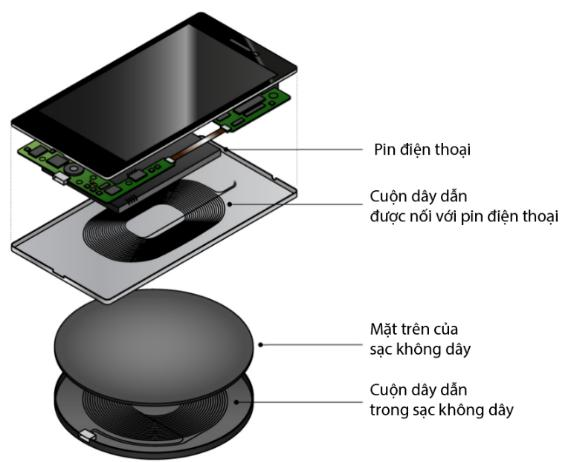 Pin điện thoại
Cuộn dây dẫn
được nối với pin điện thoại
Mặt trên của
sạc không dây
Cuộn dây dẫn
trong sạc không dây